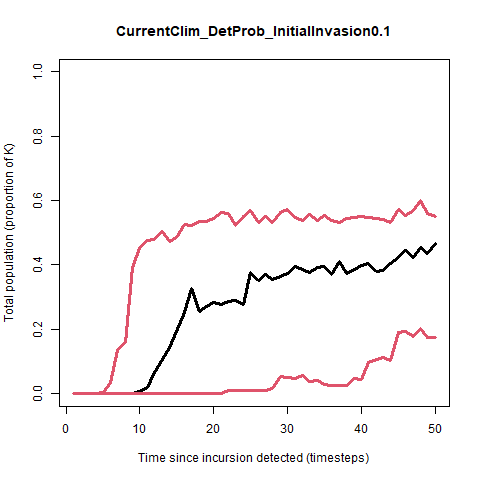 CurrentClim_DetProb_InitialInvasion0.1
Total population (proportion of K)
1.0
0.8
0.6
0.4
0.2
0.0
0 10 20 30 40 50
Time since incursion detected (timesteps)